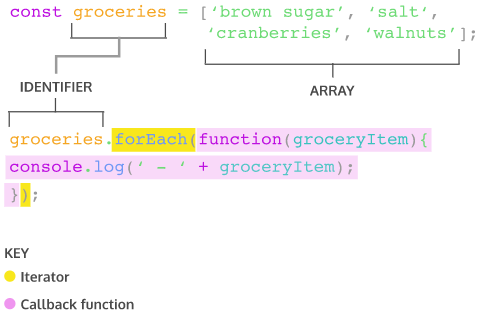 const groceries = [‘brown sugar’, ‘salt‘,
‘cranberries’, ‘walnuts’];
IDENTIFIER
ARRAY
groceries.forEach(function(groceryItem){
console.log(‘ - ‘ + groceryItem);
});
KEY
Iterator
Callback function